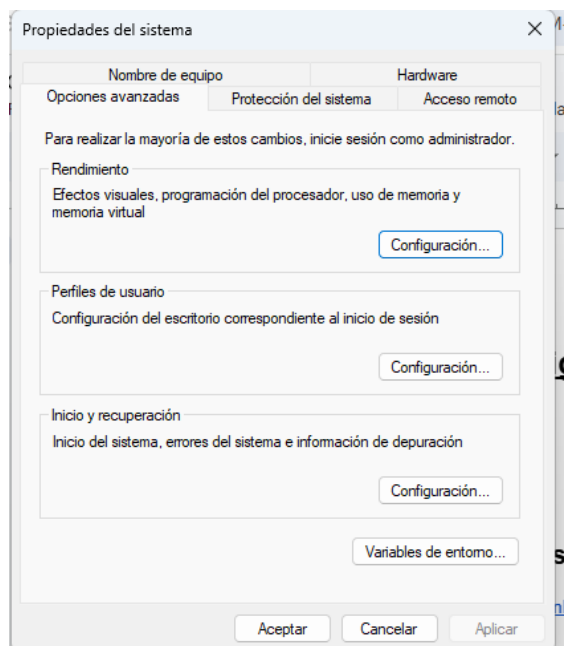 Propiedades del sistema
Nombre de equipo
Hardware
Opciones avanzadas
Protección del sistema
Acceso remoto
Para realizar la mayoría de estos cambios, inicie sesión como administrador.
Rendimiento
Efectos visuales, programación del procesador, uso de memoria y
memoria virtual
Configuración...
Perfiles de usuario
Configuración del escritorio correspondiente al inicio de sesión
Configuración...
Inicio y recuperación
Inicio del sistema, errores del sistema e información de depuración
Configuración...
Variables de entorno...
Aceptar
Cancelar
Aplicar